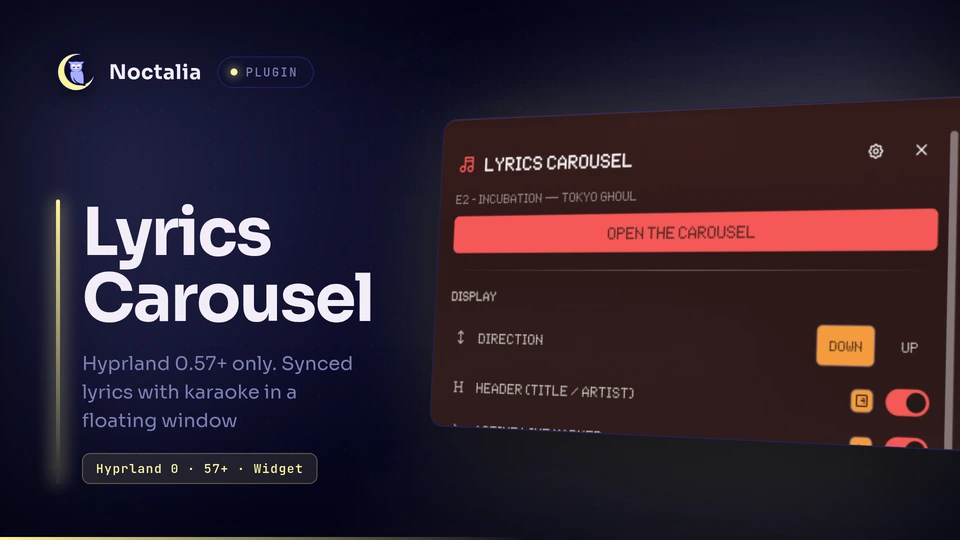 Noctalia
PLUGIN
Lyrics
Carousel
Hyprland 0.57+ only. Synced
lyrics with karaoke in a
floating window
Hyprland 0 · 57+ · Widget
LYRICS CAROUSEL
E2 - INCUBATION — TOKYO GHOUL
OPEN THE CAROUSEL
DISPLAY
DIRECTION
DOWN
UP
H HEADER (TITLE / ARTIST)